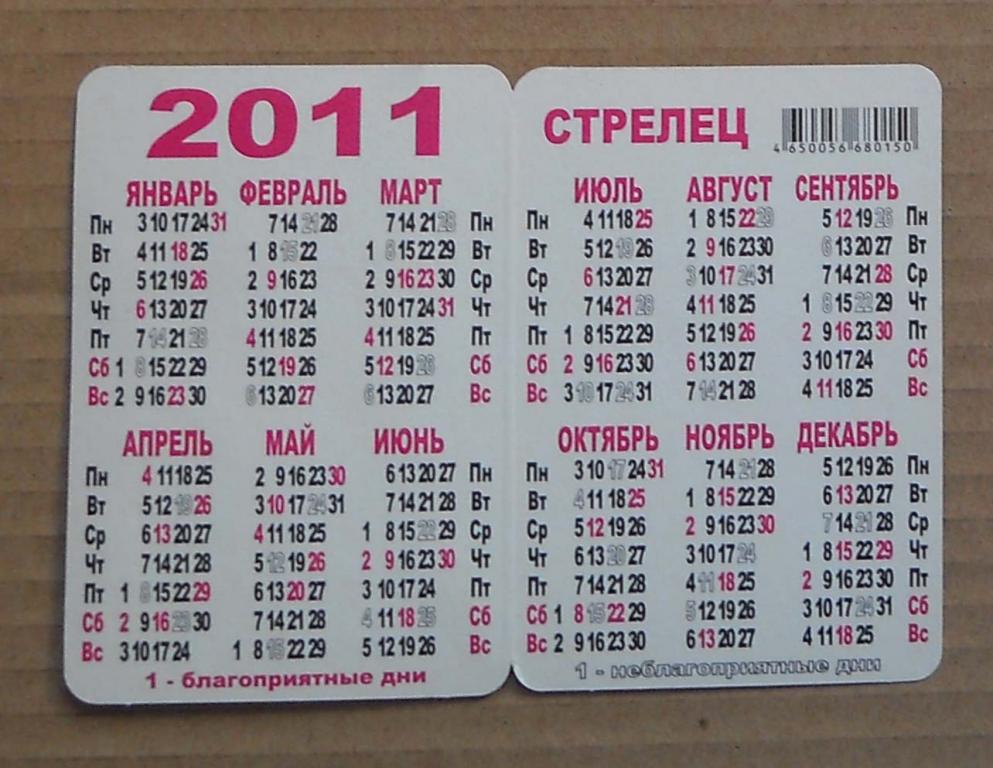 2011
ЯНВАРЬ ФЕВРАЛЬ МАРТ
Пн 3 10 17 24 31 7 14 21 28 7 14 21 28 Пн
Вт 4 11 18 25 1 8 15 22 1 8 15 22 29 Вт
Ср 5 12 19 26 2 9 16 23 2 9 16 23 30 Ср
Чт 6 13 20 27 3 10 17 24 3 10 17 24 31 Чт
Пт 7 14 21 28 4 11 18 25 4 11 18 25 Пт
Сб 1 8 15 22 29 5 12 19 26 5 12 19 26 Сб
Вс 2 9 16 23 30 6 13 20 27 6 13 20 27 Вс
АПРЕЛЬ МАЙ ИЮНЬ
Пн 4 11 18 25 2 9 16 23 30 6 13 20 27 Пн
Вт 5 12 19 26 3 10 17 24 31 7 14 21 28 Вт
Ср 6 13 20 27 4 11 18 25 1 8 15 22 29 Ср
Чт 7 14 21 28 5 12 19 26 2 9 16 23 30 Чт
Пт 1 8 15 22 29 6 13 20 27 3 10 17 24 Пт
Сб 2 9 16 23 30 7 14 21 28 4 11 18 25 Сб
Вс 3 10 17 24 1 8 15 22 29 5 12 19 26 Вс
1 - благоприятные дни
СТРЕЛЕЦ
4 650056 680150
ИЮЛЬ АВГУСТ СЕНТЯБРЬ
Пн 4 11 18 25 1 8 15 22 29 5 12 19 26 Пн
Вт 5 12 19 26 2 9 16 23 30 6 13 20 27 Вт
Ср 6 13 20 27 3 10 17 24 31 7 14 21 28 Ср
Чт 7 14 21 28 4 11 18 25 1 8 15 22 29 Чт
Пт 1 8 15 22 29 5 12 19 26 2 9 16 23 30 Пт
Сб 2 9 16 23 30 6 13 20 27 3 10 17 24 Сб
Вс 3 10 17 24 31 7 14 21 28 4 11 18 25 Вс
ОКТЯБРЬ НОЯБРЬ ДЕКАБРЬ
Пн 3 10 17 24 31 7 14 21 28 5 12 19 26 Пн
Вт 4 11 18 25 1 8 15 22 29 6 13 20 27 Вт
Ср 5 12 19 26 2 9 16 23 30 7 14 21 28 Ср
Чт 6 13 20 27 3 10 17 24 1 8 15 22 29 Чт
Пт 7 14 21 28 4 11 18 25 2 9 16 23 30 Пт
Сб 1 8 15 22 29 5 12 19 26 3 10 17 24 31 Сб
Вс 2 9 16 23 30 6 13 20 27 4 11 18 25 Вс
1 - неблагоприятные дни